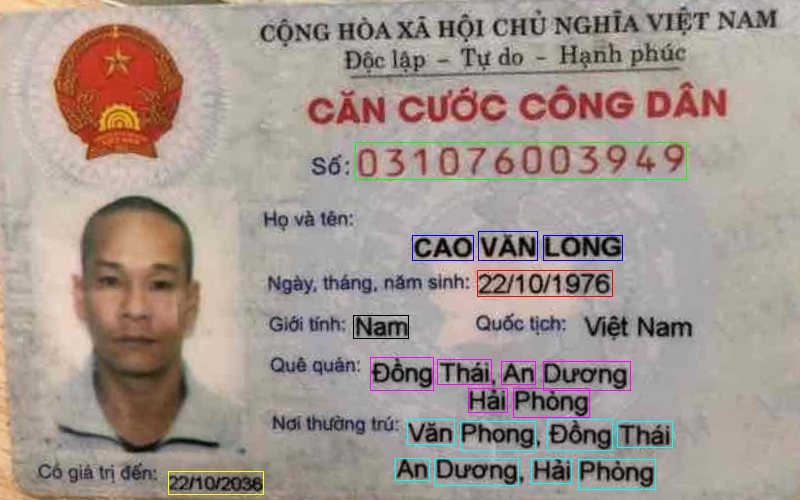 CỘNG HÒA XÃ HỘI CHỦ NGHĨA VIỆT NAM
Độc lập – Tự do – Hạnh phúc
CĂN CƯỚC CÔNG DÂN
Số: 031076003949
Họ và tên:
CAO VĂN LONG
Ngày, tháng, năm sinh: 22/10/1976
Giới tính: Nam Quốc tịch: Việt Nam
Quê quán: Đồng Thái, An Dương
Hải Phòng
Nơi thường trú: Văn Phong, Đồng Thái
An Dương, Hải Phòng
Có giá trị đến: 22/10/2036